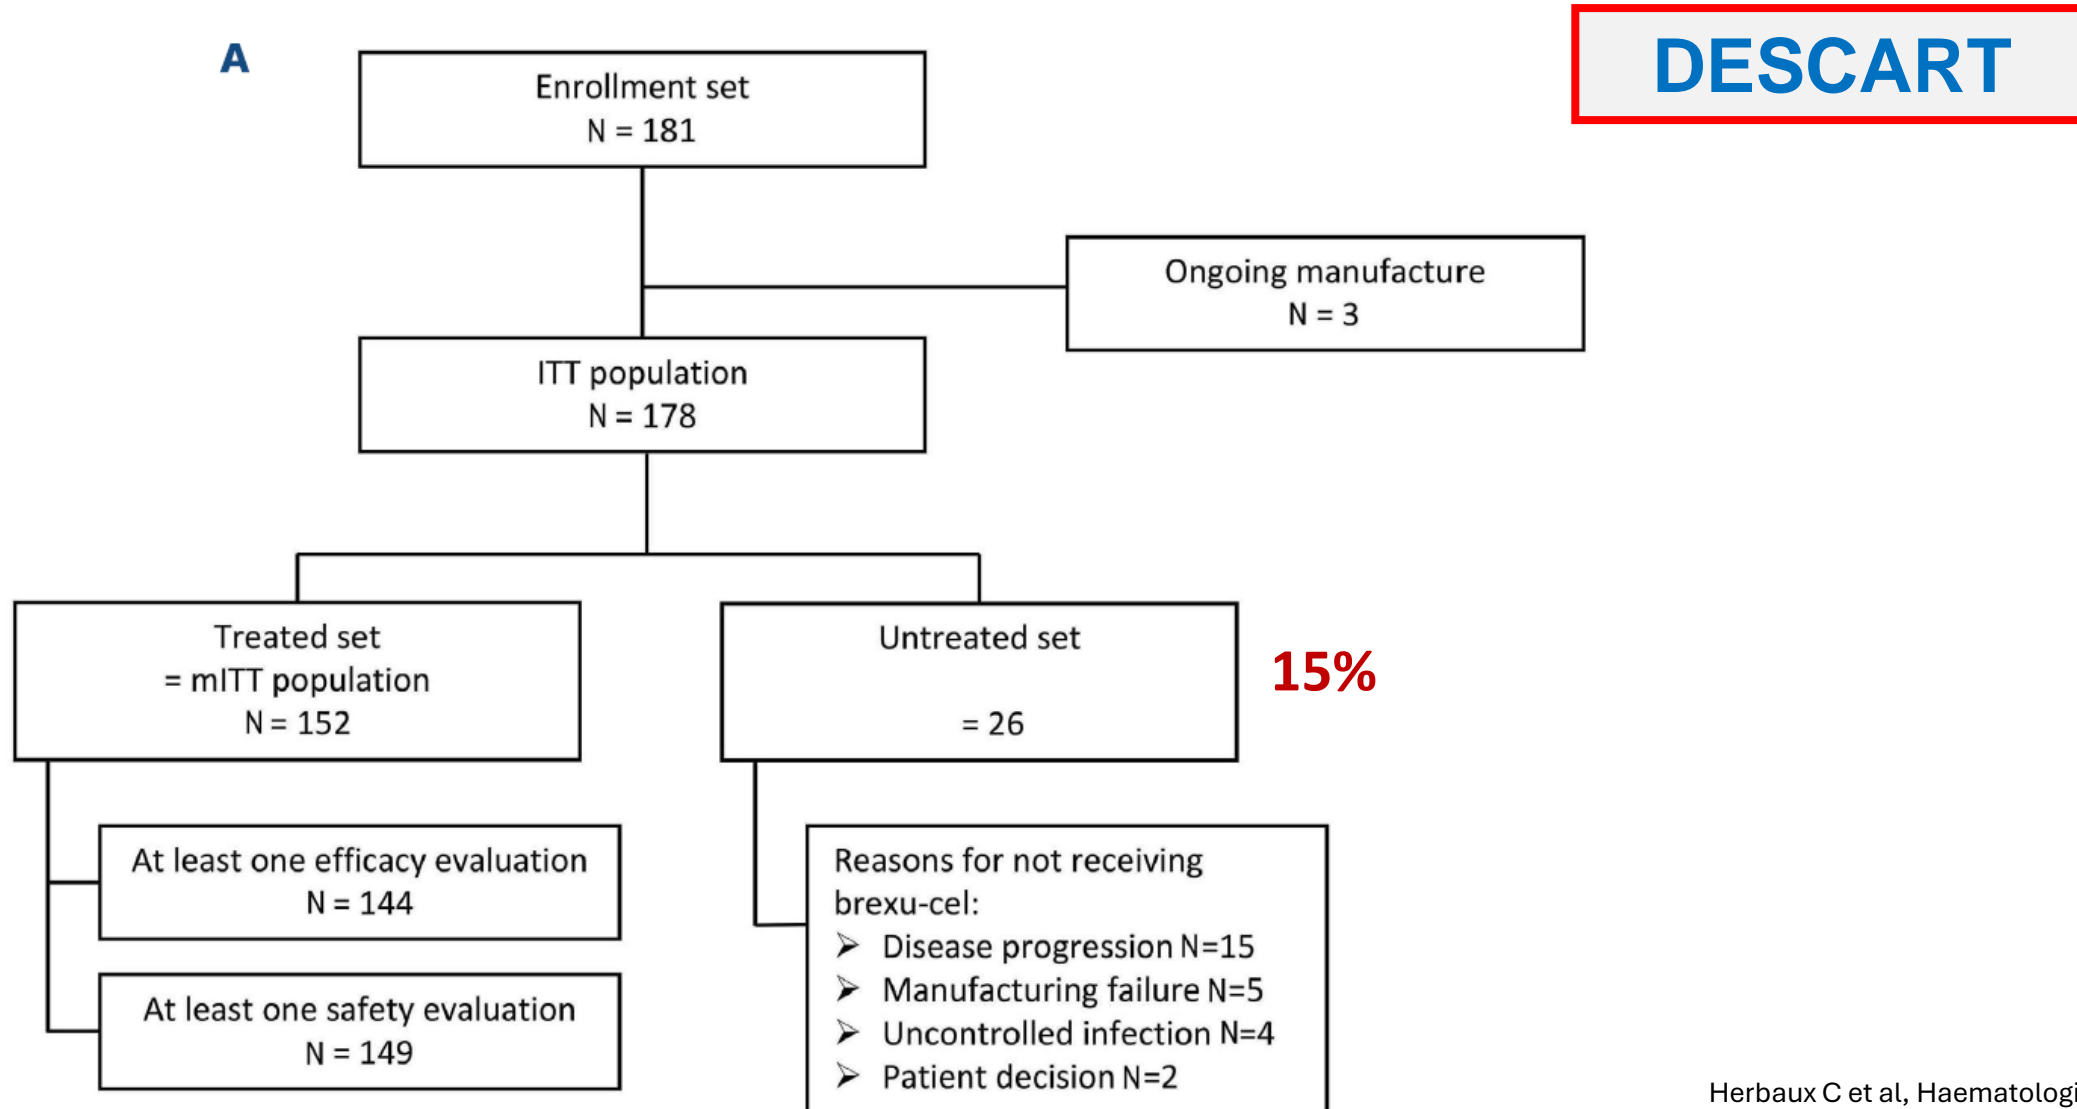 A
DESCART
Enrollment set
N = 181
Ongoing manufacture
N = 3
ITT population
N = 178
Treated set
= mITT population
N = 152
Untreated set
= 26
15%
At least one efficacy evaluation
N = 144
At least one safety evaluation
N = 149
Reasons for not receiving
brexu-cel:
➢ Disease progression N=15
➢ Manufacturing failure N=5
➢ Uncontrolled infection N=4
➢ Patient decision N=2
Herbaux C et al, Haematologi